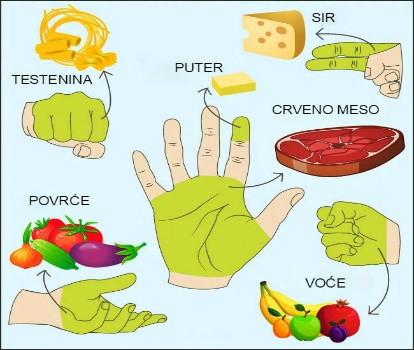 SIR
TESTENINA
PUTER
CRVENO MESO
POVRĆE
VOĆE